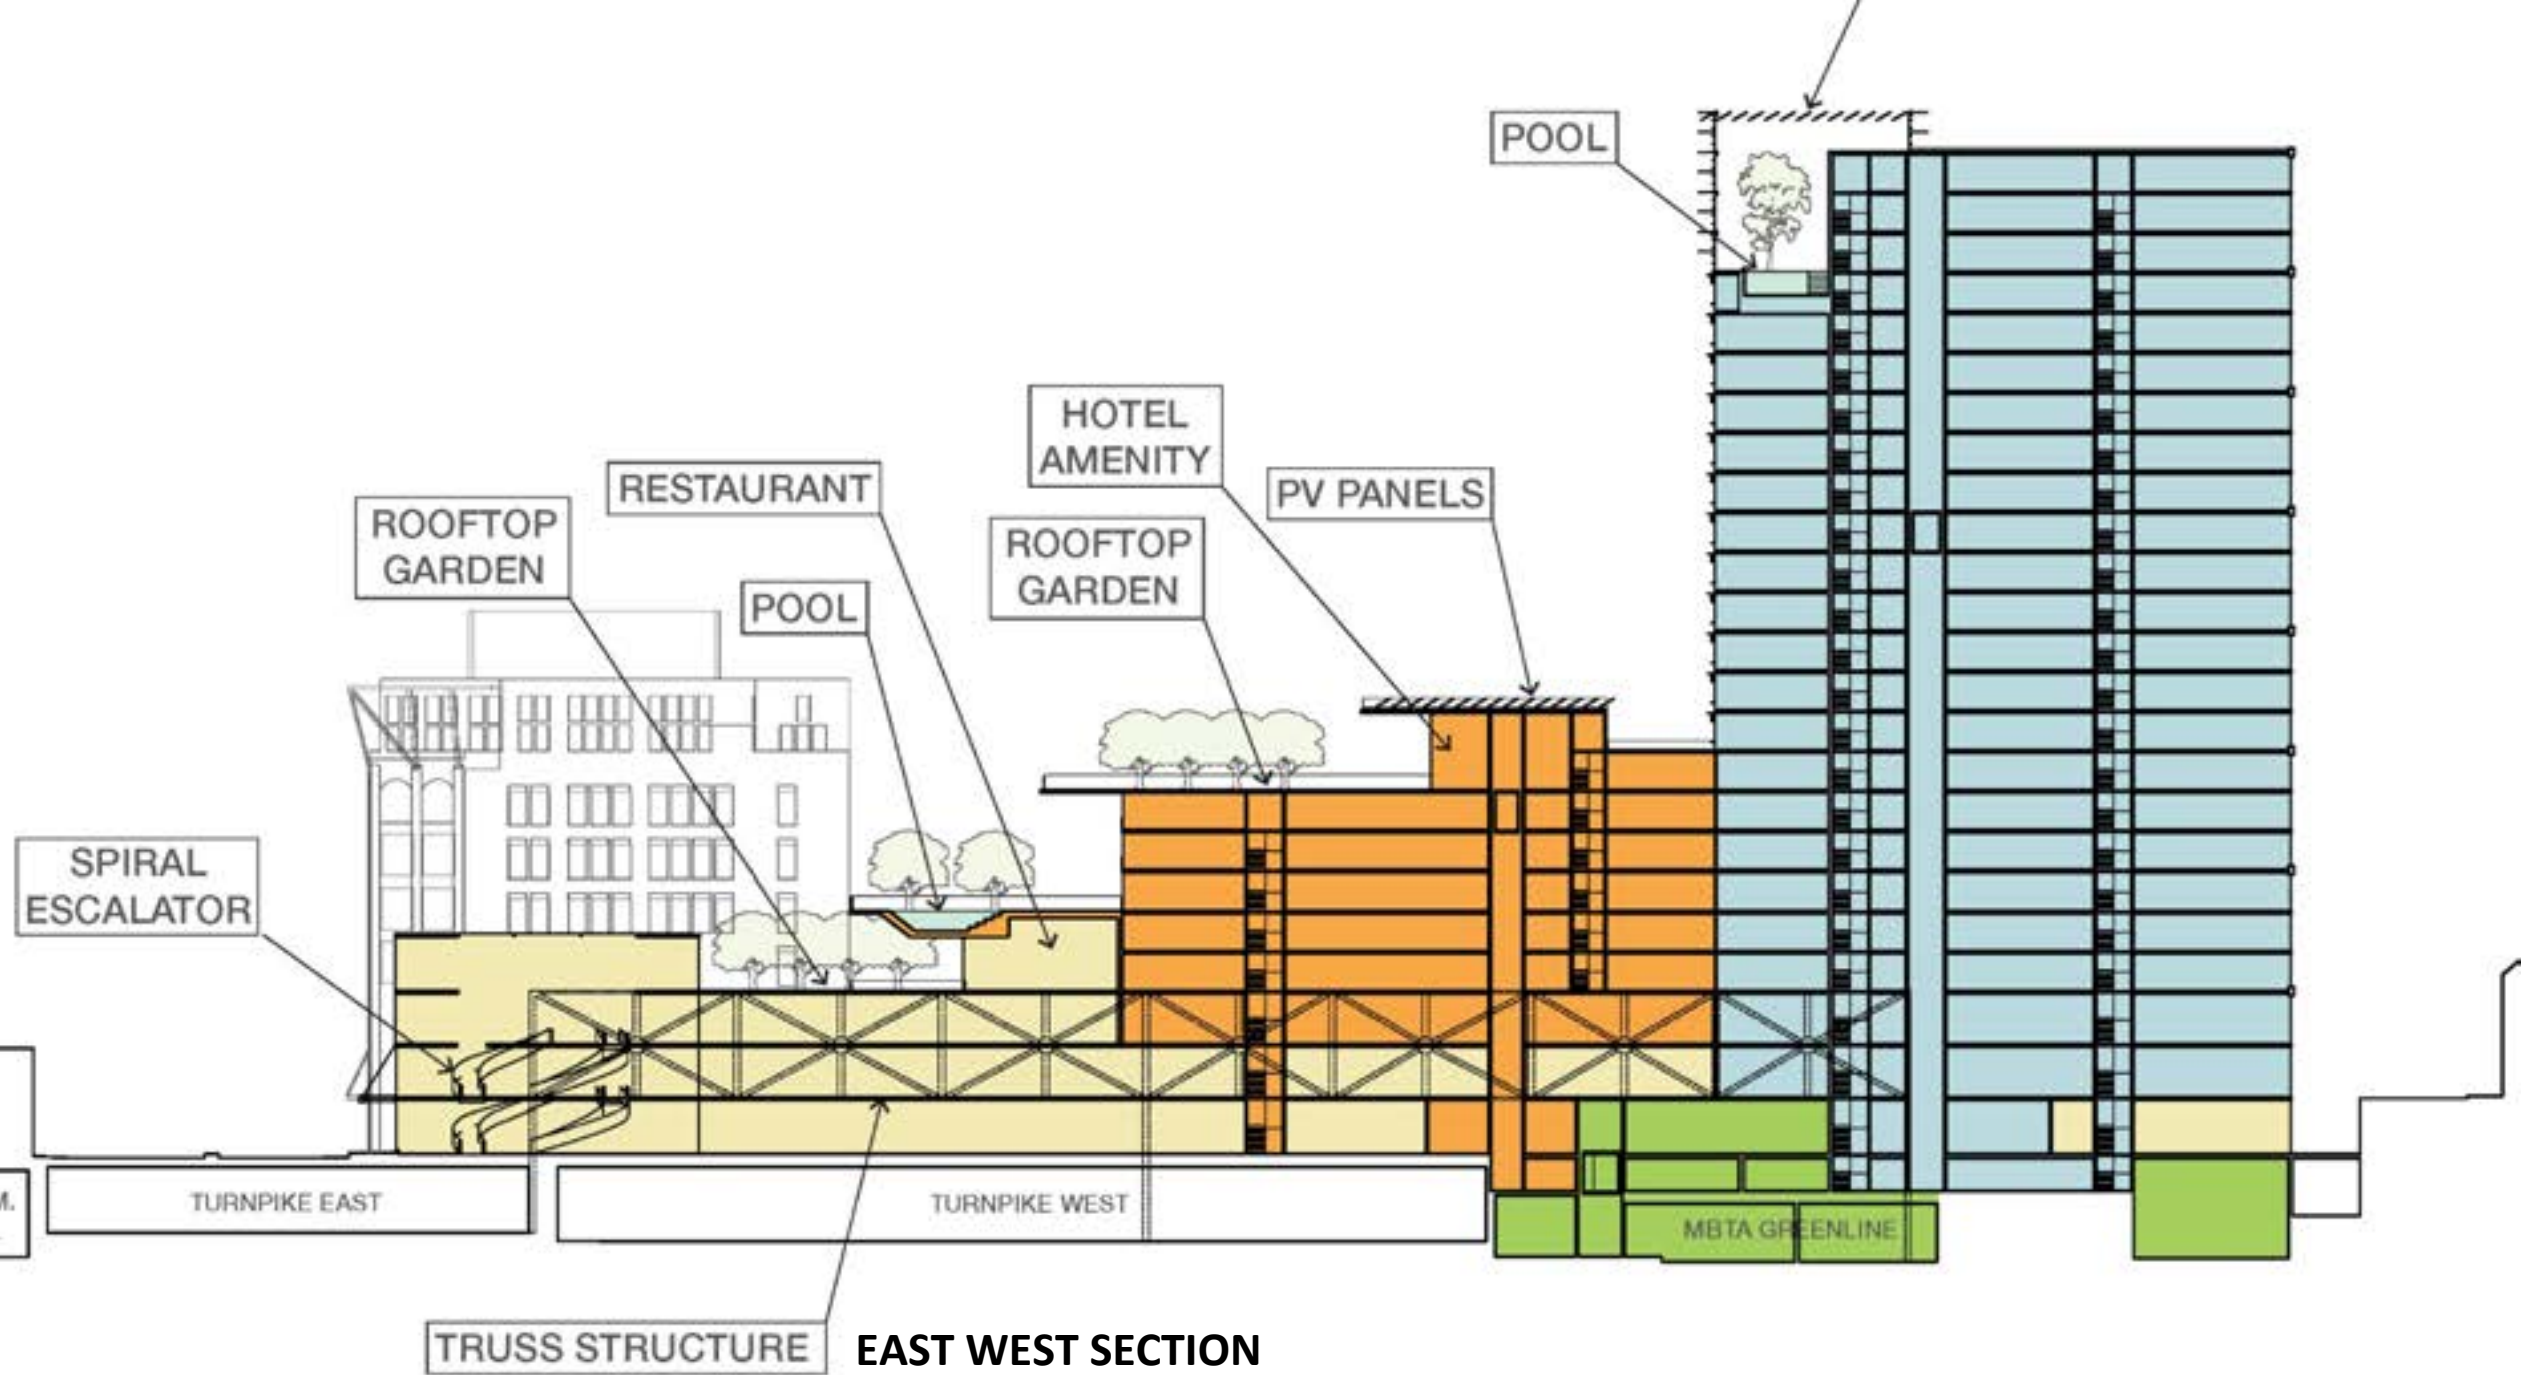 POOL
HOTEL
AMENITY
PV PANELS
RESTAURANT
ROOFTOP
GARDEN
ROOFTOP
GARDEN
POOL
SPIRAL
ESCALATOR
TURNPIKE EAST
TURNPIKE WEST
MBTA GREENLINE
TRUSS STRUCTURE
EAST WEST SECTION